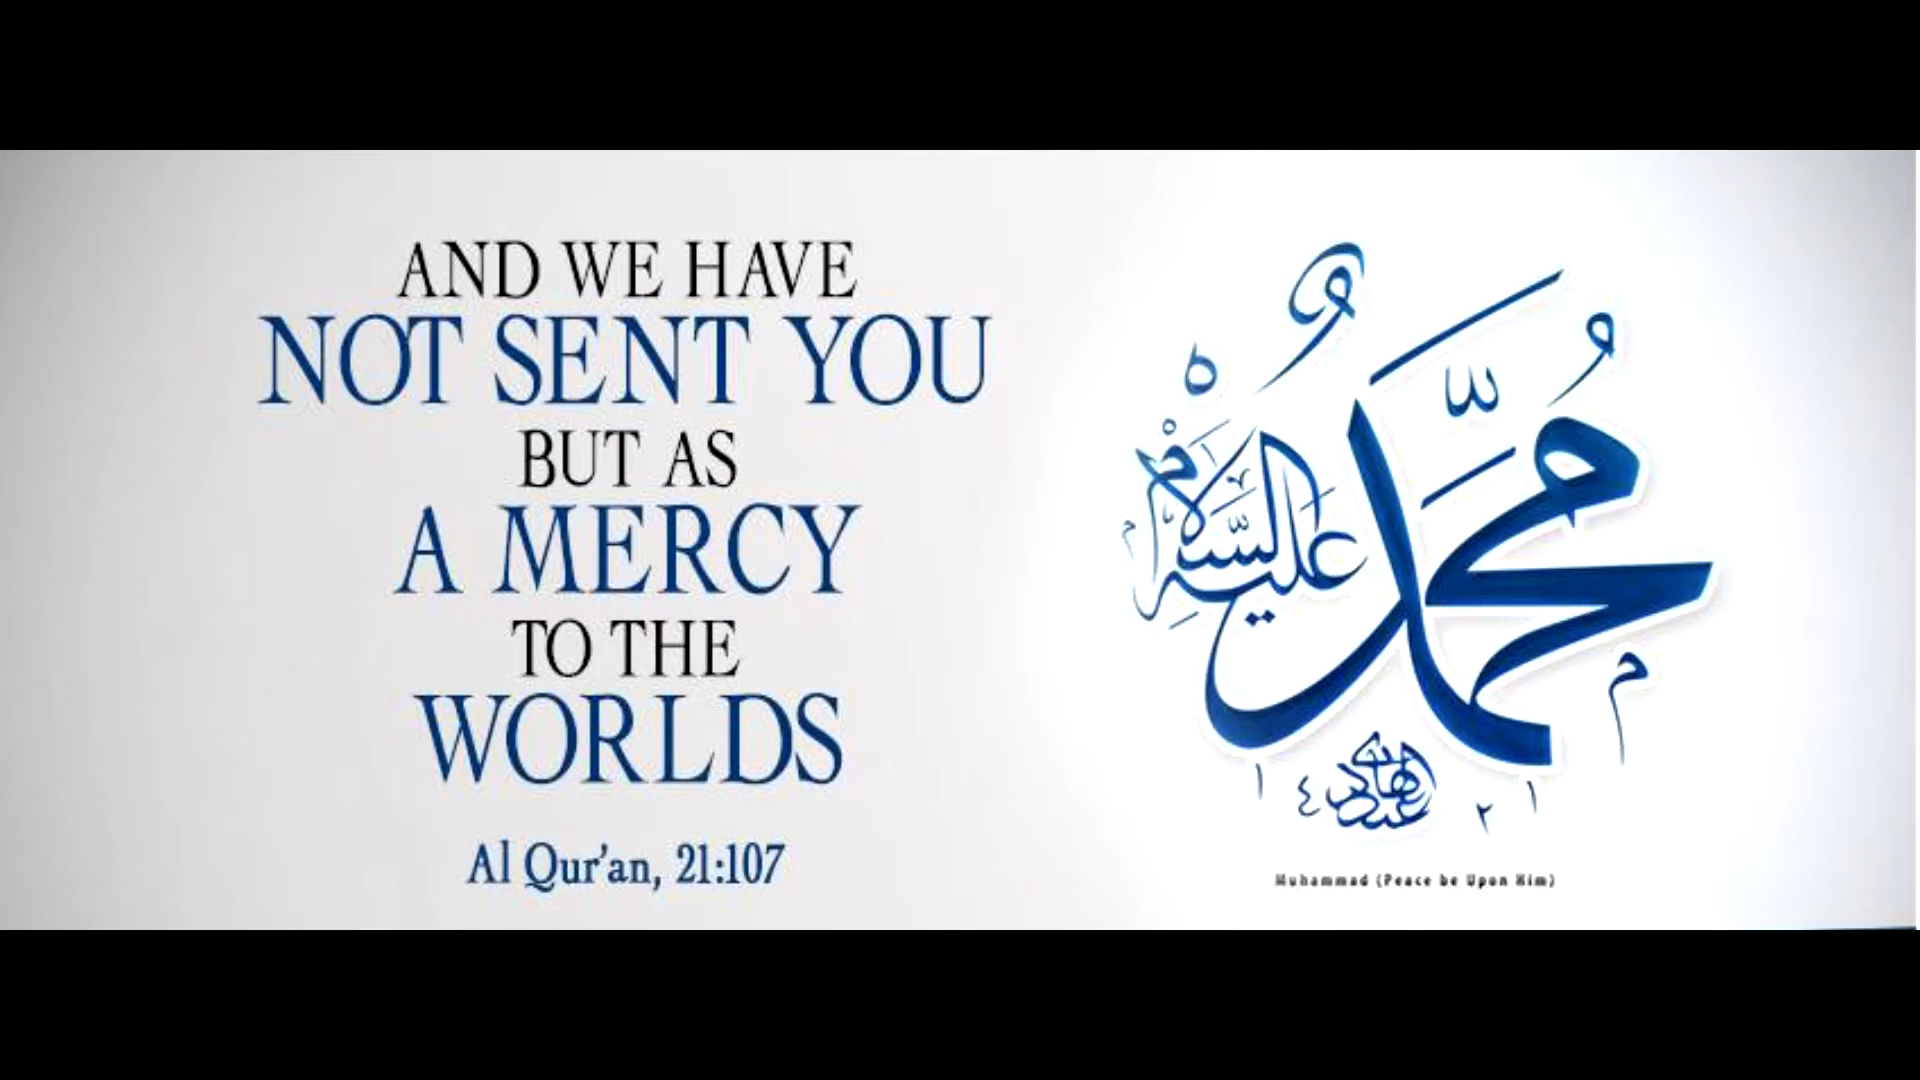 AND WE HAVE
NOT SENT YOU
BUT AS
A MERCY
TO THE
WORLDS
Al Qur'an, 21:107
مُحَمَّد
عليه السلام
Muhammad (Peace be Upon Him)